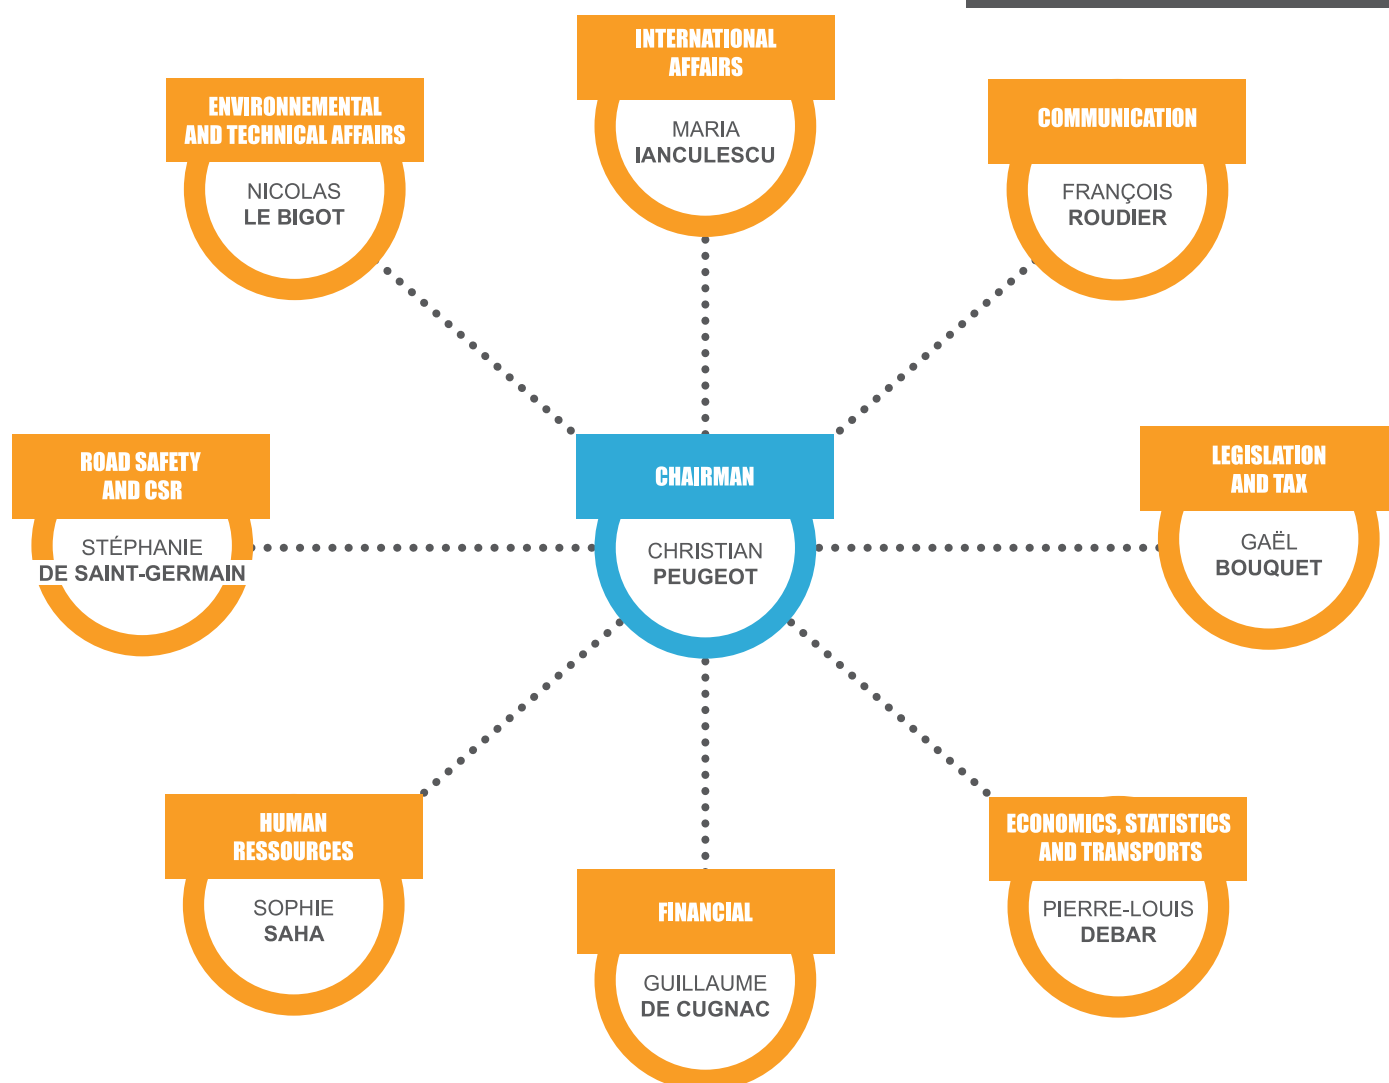 INTERNATIONAL
AFFAIRS
MARIA
IANCULESCU
ENVIRONNEMENTAL
AND TECHNICAL AFFAIRS
NICOLAS
LE BIGOT
COMMUNICATION
FRANÇOIS
ROUDIER
ROAD SAFETY
AND CSR
STÉPHANIE
DE SAINT-GERMAIN
CHAIRMAN
CHRISTIAN
PEUGEOT
LEGISLATION
AND TAX
GAËL
BOUQUET
HUMAN
RESSOURCES
SOPHIE
SAHA
FINANCIAL
GUILLAUME
DE CUGNAC
ECONOMICS, STATISTICS
AND TRANSPORTS
PIERRE-LOUIS
DEBAR